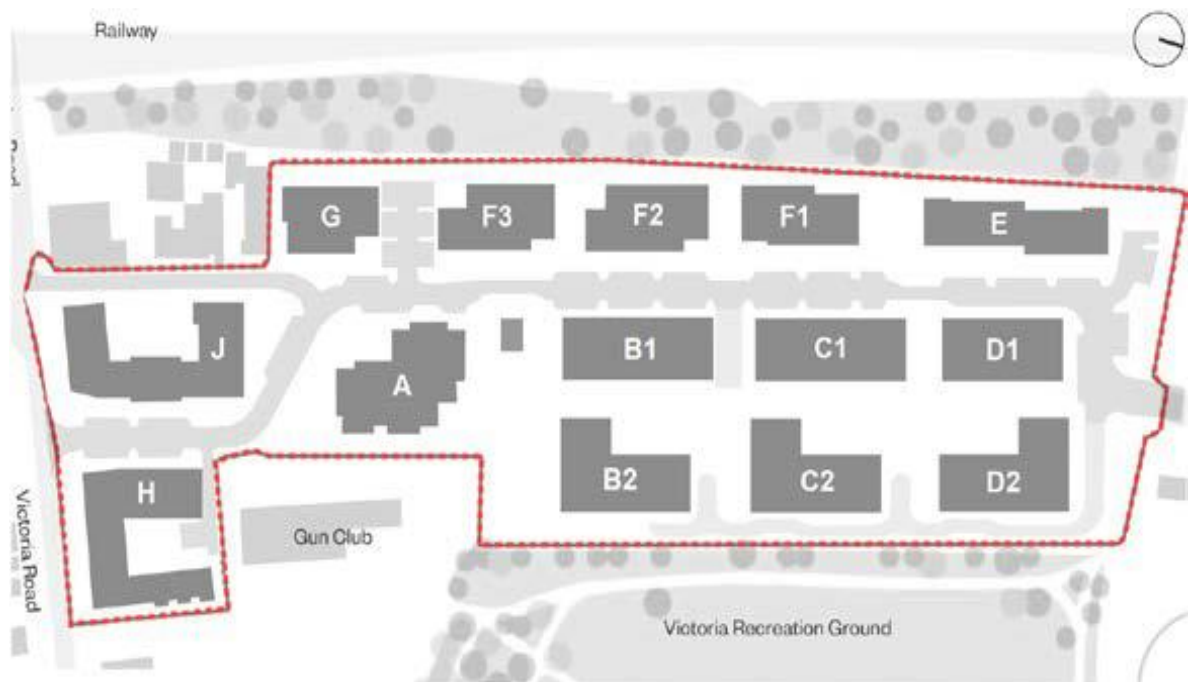 Railway
G
F3
F2
F1
E
J
A
B1
C1
D1
H
B2
C2
D2
Gun Club
Victoria Road
Victoria Recreation Ground